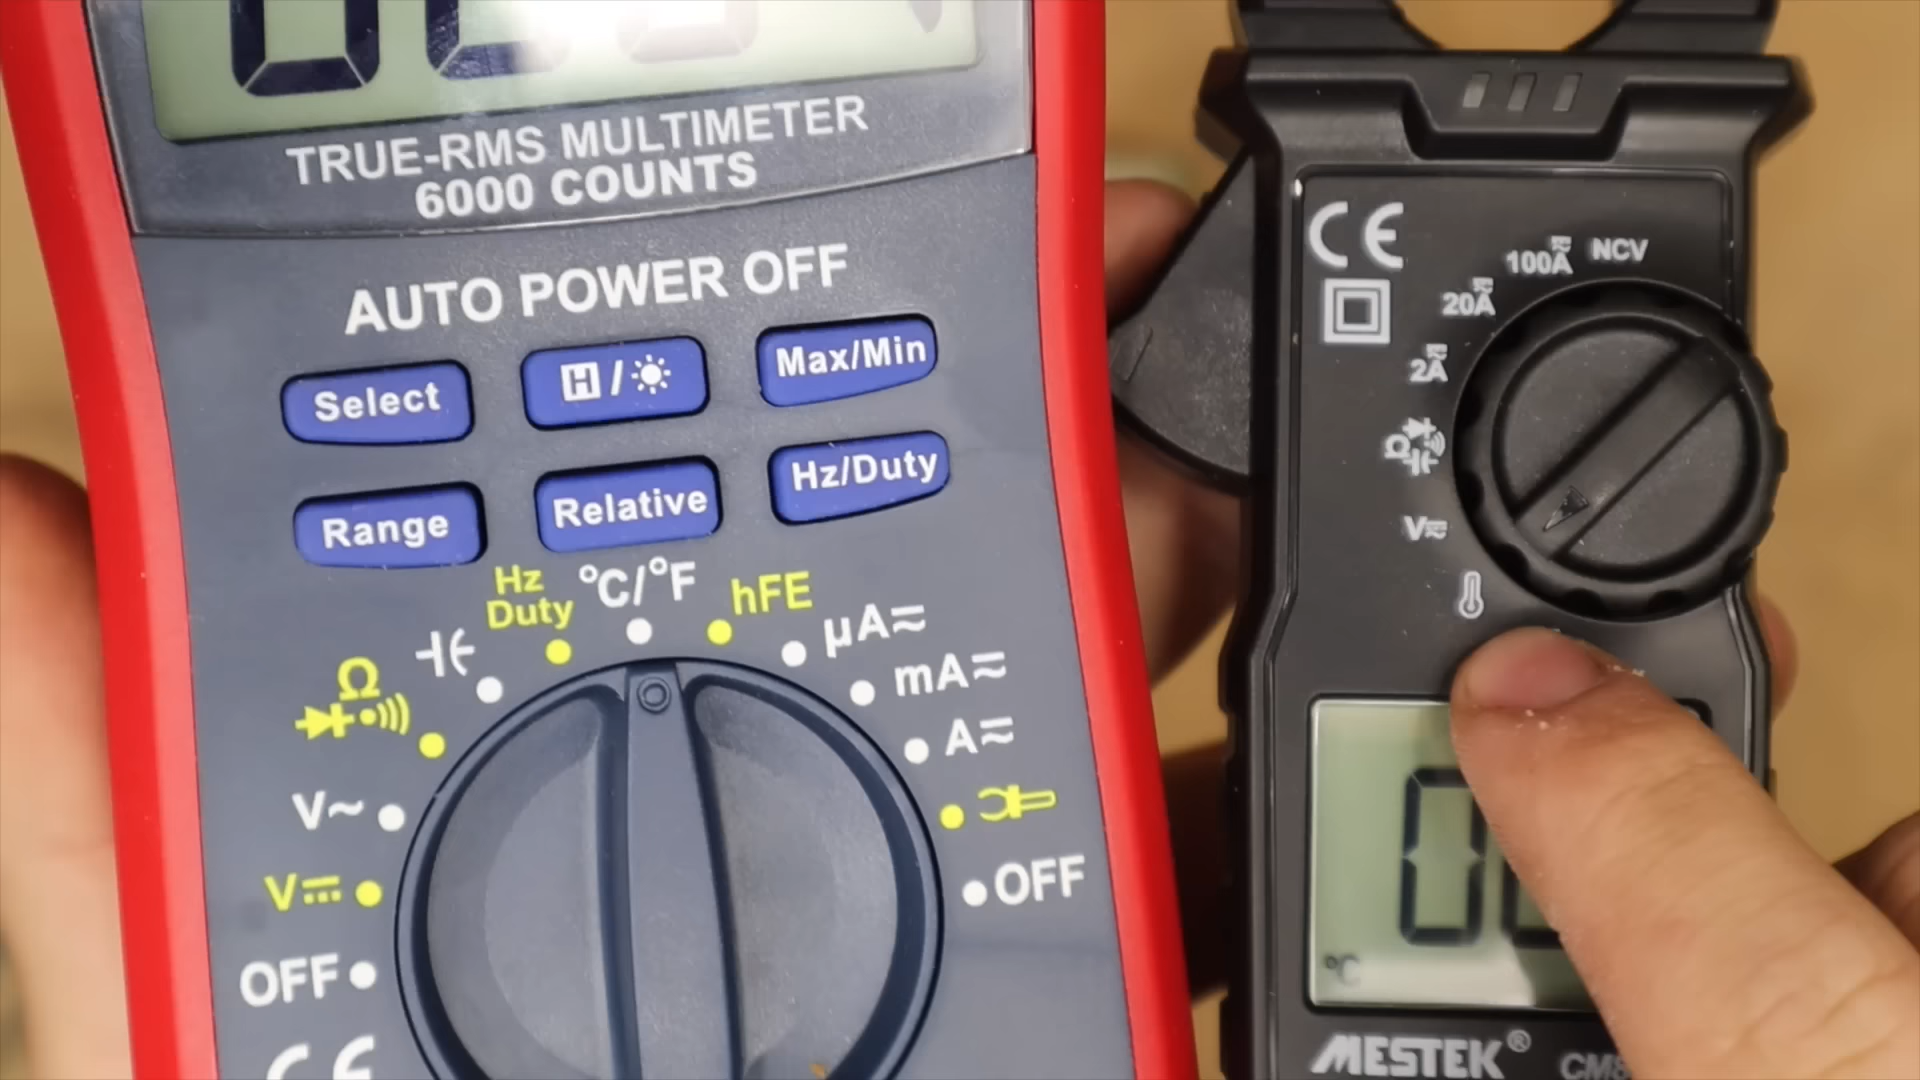 TRUE-RMS MULTIMETER
6000 COUNTS
AUTO POWER OFF
Select
H/
Max/Min
Range
Relative
Hz/Duty
Hz
Duty
°C/°F
hFE
µA
mA
A
OFF
Ω
V~
V
OFF
CE
CE
NCV
100A
20A
2A
Ω
V
°C
MESTEK®